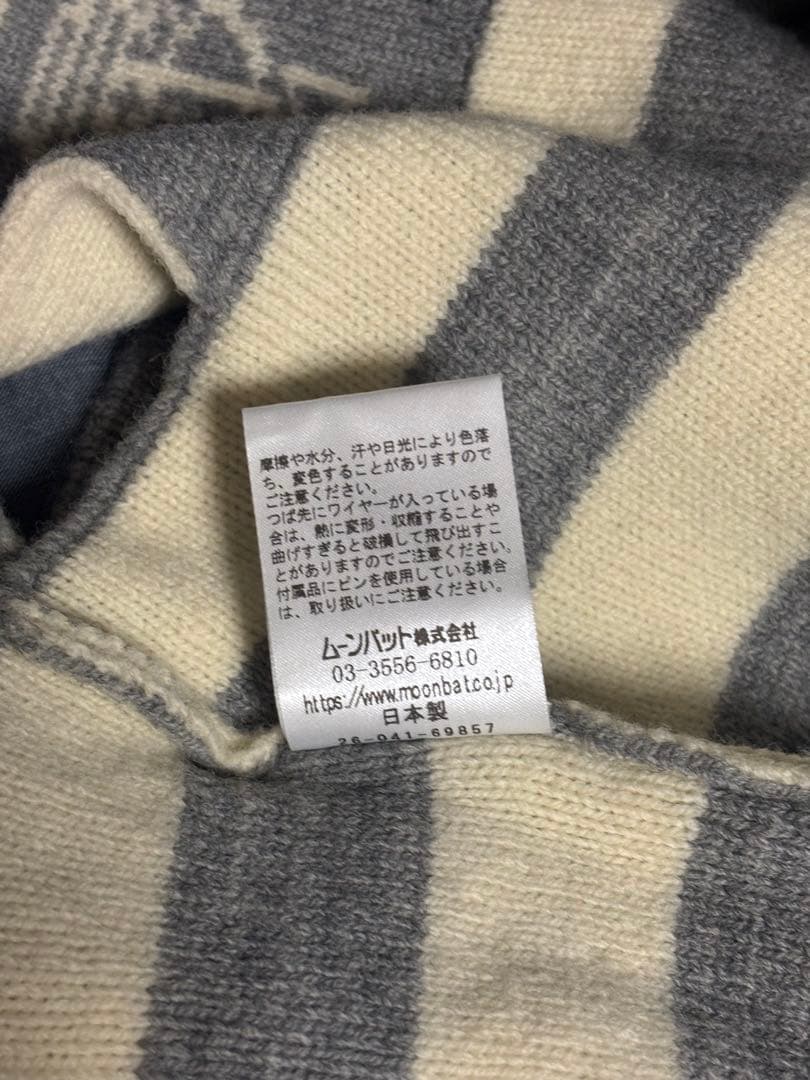 摩擦や水分、汗や日光により色落
ち、変色することがありますので
ご注意ください。
つば先にワイヤーが入っている場
合は、熱に変形・収縮することや
曲げすぎると破損して飛び出すこ
とがありますのでご注意ください。
付属品にピンを使用している場合
は、取り扱いにご注意ください。
ムーンバット株式会社
03-3556-6810
https://www.moonbat.co.jp
日本製
26-941-69857